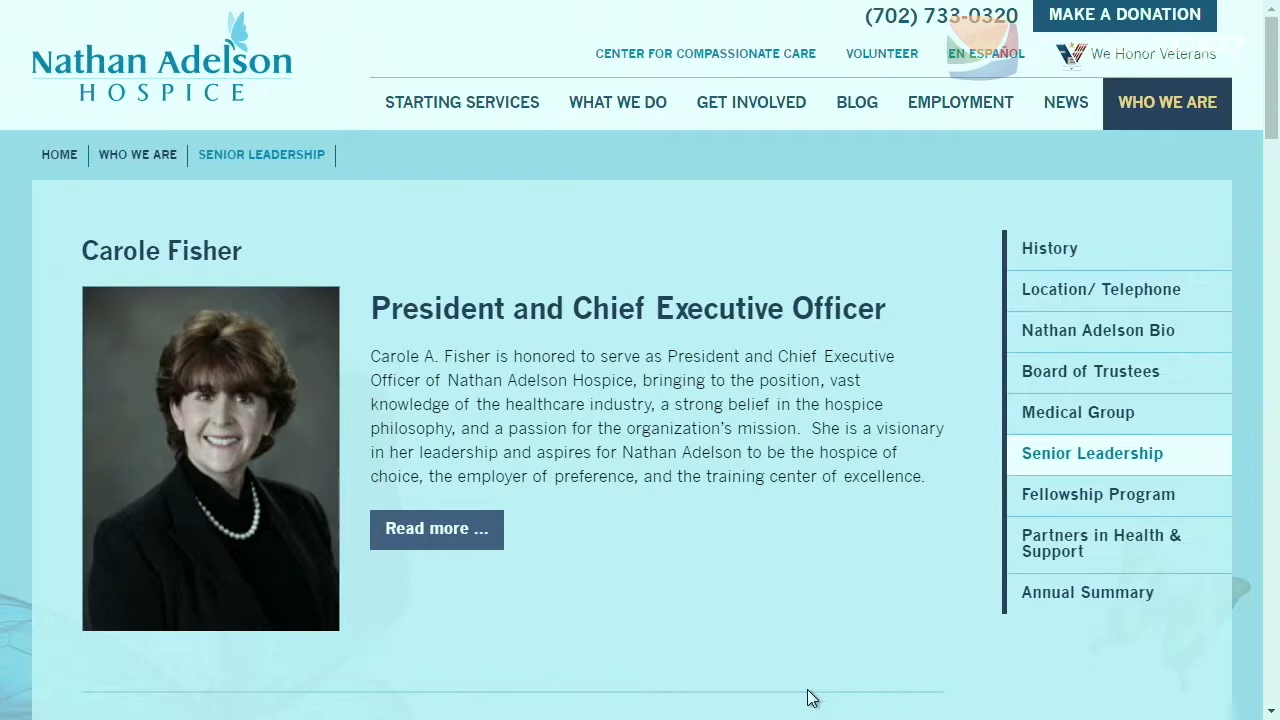 (702) 733-0320
MAKE A DONATION
Nathan Adelson
HOSPICE
CENTER FOR COMPASSIONATE CARE
VOLUNTEER
EN ESPAÑOL
We Honor Veterans
STARTING SERVICES
WHAT WE DO
GET INVOLVED
BLOG
EMPLOYMENT
NEWS
WHO WE ARE
HOME
WHO WE ARE
SENIOR LEADERSHIP
Carole Fisher
President and Chief Executive Officer
Carole A. Fisher is honored to serve as President and Chief Executive
Officer of Nathan Adelson Hospice, bringing to the position, vast
knowledge of the healthcare industry, a strong belief in the hospice
philosophy, and a passion for the organization’s mission.  She is a visionary
in her leadership and aspires for Nathan Adelson to be the hospice of
choice, the employer of preference, and the training center of excellence.
Read more ...
History
Location/ Telephone
Nathan Adelson Bio
Board of Trustees
Medical Group
Senior Leadership
Fellowship Program
Partners in Health &
Support
Annual Summary